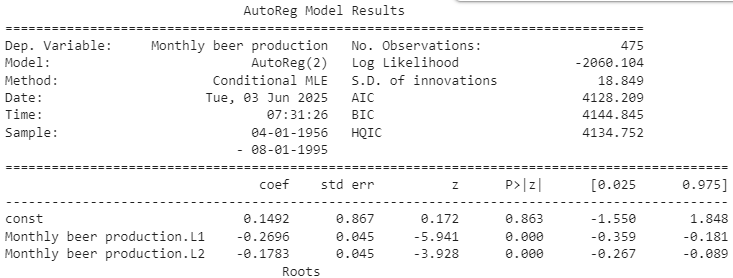 AutoReg Model Results
==============================================================================
Dep. Variable: Monthly beer production No. Observations: 475
Model: AutoReg(2) Log Likelihood -2060.104
Method: Conditional MLE S.D. of innovations 18.849
Date: Tue, 03 Jun 2025 AIC 4128.209
Time: 07:31:26 BIC 4144.845
Sample: 04-01-1956 HQIC 4134.752
- 08-01-1995
==============================================================================
coef std err z P>|z| [0.025 0.975]
------------------------------------------------------------------------------
const 0.1492 0.867 0.172 0.863 -1.550 1.848
Monthly beer production.L1 -0.2696 0.045 -5.941 0.000 -0.359 -0.181
Monthly beer production.L2 -0.1783 0.045 -3.928 0.000 -0.267 -0.089
Roots